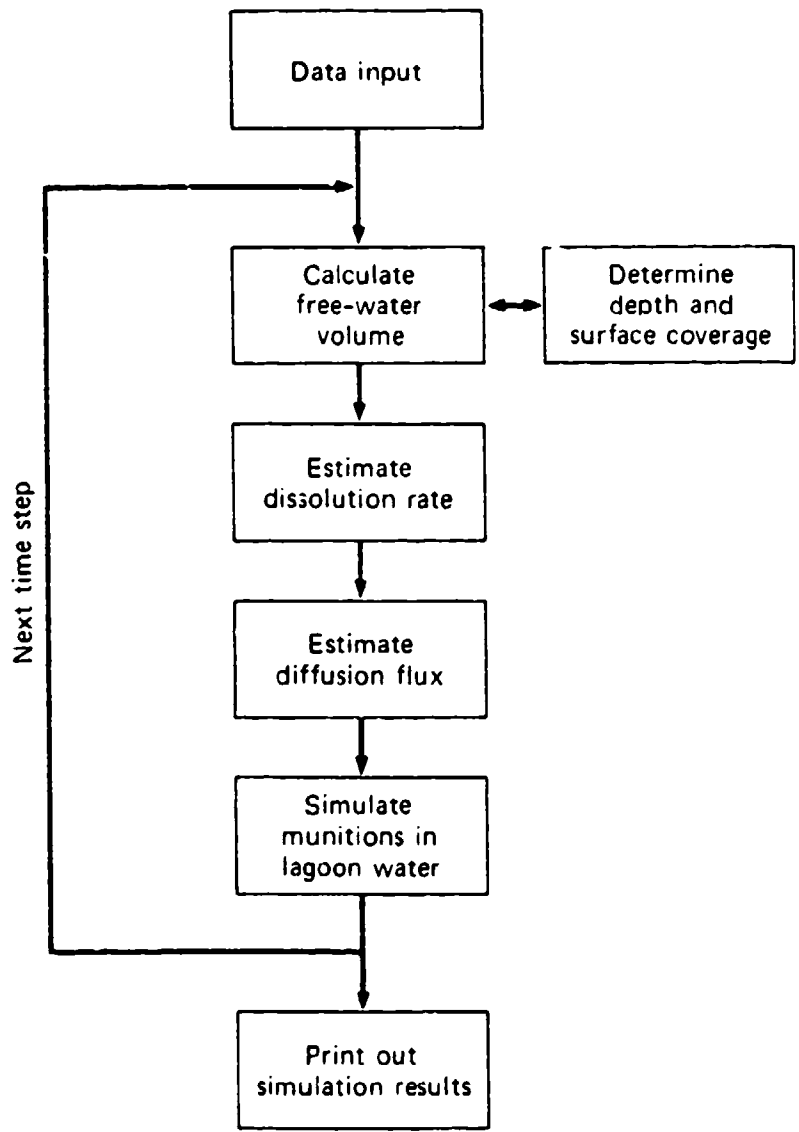 Data input
Calculate
free-water
volume
Determine
depth and
surface coverage
Estimate
dissolution rate
Next time step
Estimate
diffusion flux
Simulate
munitions in
lagoon water
Print out
simulation results